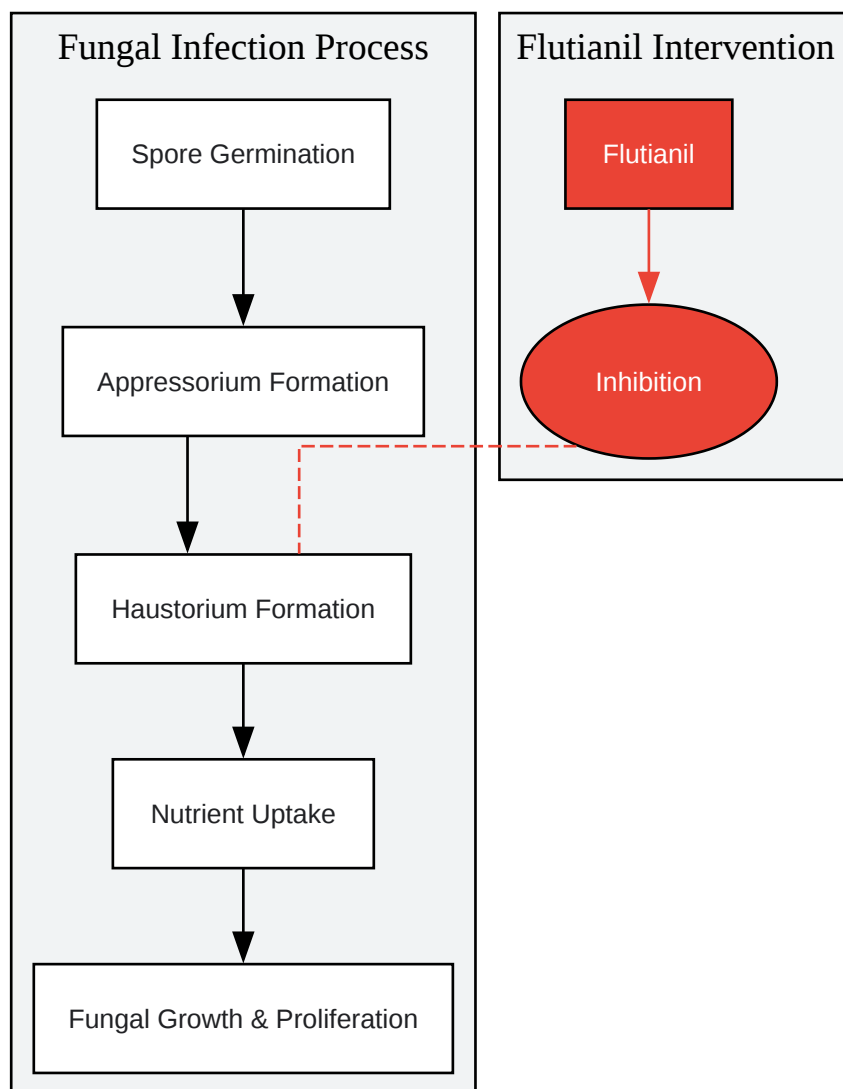 Fungal Infection Process
Spore Germination
Appressorium Formation
Haustorium Formation
Nutrient Uptake
Fungal Growth & Proliferation
Flutianil Intervention
Flutianil
Inhibition